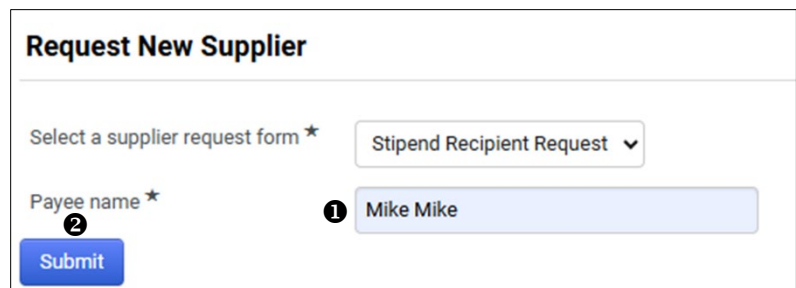 Request New Supplier
Select a supplier request form ★ Stipend Recipient Request
Payee name ★ ❶ Mike Mike
❷
Submit